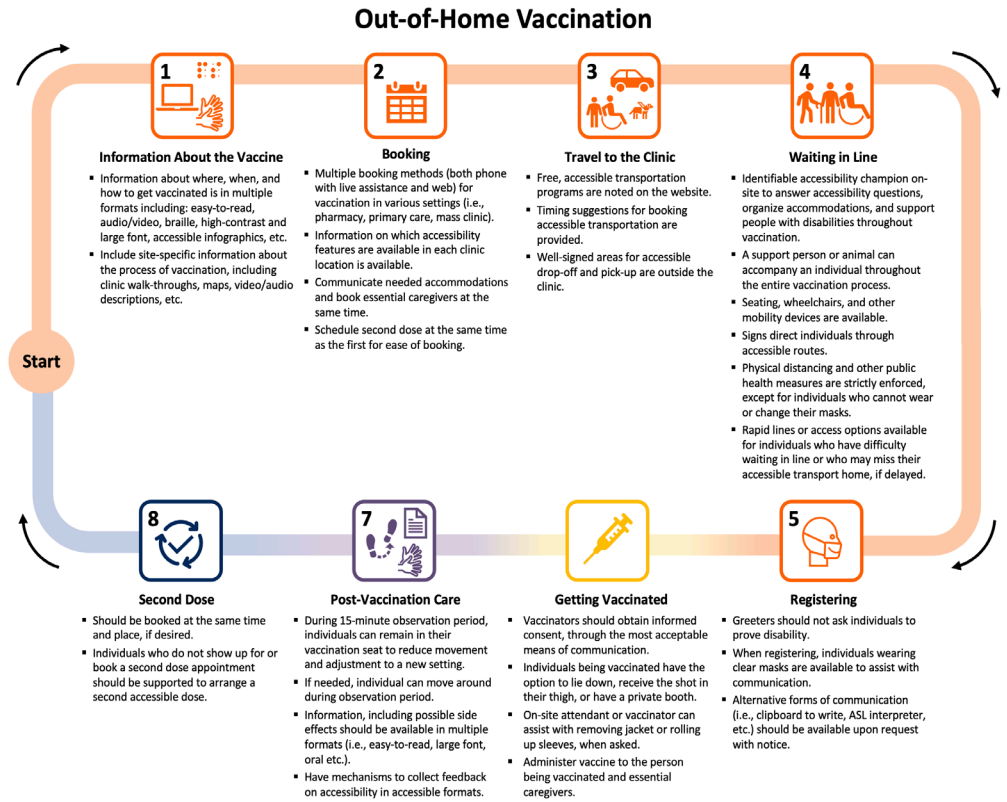 Out-of-Home Vaccination
Start
1
Information About the Vaccine
▪ Information about where, when, and
how to get vaccinated is in multiple
formats including: easy-to-read,
audio/video, braille, high-contrast and
large font, accessible infographics, etc.
▪ Include site-specific information about
the process of vaccination, including
clinic walk-throughs, maps, video/audio
descriptions, etc.
2
Booking
▪ Multiple booking methods (both phone
with live assistance and web) for
vaccination in various settings (i.e.,
pharmacy, primary care, mass clinic).
▪ Information on which accessibility
features are available in each clinic
location is available.
▪ Communicate needed accommodations
and book essential caregivers at the
same time.
▪ Schedule second dose at the same time
as the first for ease of booking.
3
Travel to the Clinic
▪ Free, accessible transportation
programs are noted on the website.
▪ Timing suggestions for booking
accessible transportation are
provided.
▪ Well-signed areas for accessible
drop-off and pick-up are outside the
clinic.
4
Waiting in Line
▪ Identifiable accessibility champion on-
site to answer accessibility questions,
organize accommodations, and support
people with disabilities throughout
vaccination.
▪ A support person or animal can
accompany an individual throughout
the entire vaccination process.
▪ Seating, wheelchairs, and other
mobility devices are available.
▪ Signs direct individuals through
accessible routes.
▪ Physical distancing and other public
health measures are strictly enforced,
except for individuals who cannot wear
or change their masks.
▪ Rapid lines or access options available
for individuals who have difficulty
waiting in line or who may miss their
accessible transport home, if delayed.
5
Registering
▪ Greeters should not ask individuals to
prove disability.
▪ When registering, individuals wearing
clear masks are available to assist with
communication.
▪ Alternative forms of communication
(i.e., clipboard to write, ASL interpreter,
etc.) should be available upon request
with notice.
Getting Vaccinated
▪ Vaccinators should obtain informed
consent, through the most acceptable
means of communication.
▪ Individuals being vaccinated have the
option to lie down, receive the shot in
their thigh, or have a private booth.
▪ On-site attendant or vaccinator can
assist with removing jacket or rolling
up sleeves, when asked.
▪ Administer vaccine to the person
being vaccinated and essential
caregivers.
7
Post-Vaccination Care
▪ During 15-minute observation period,
individuals can remain in their
vaccination seat to reduce movement
and adjustment to a new setting.
▪ If needed, individual can move around
during observation period.
▪ Information, including possible side
effects should be available in multiple
formats (i.e., easy-to-read, large font,
oral etc.).
▪ Have mechanisms to collect feedback
on accessibility in accessible formats.
8
Second Dose
▪ Should be booked at the same time
and place, if desired.
▪ Individuals who do not show up for or
book a second dose appointment
should be supported to arrange a
second accessible dose.